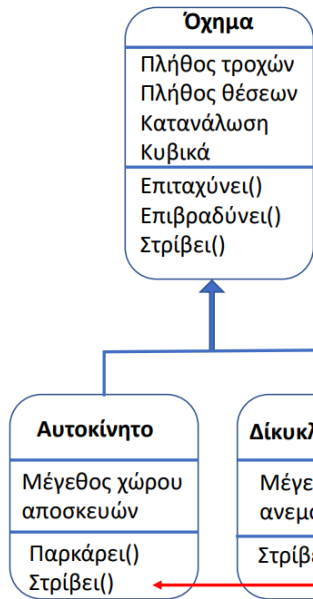 Όχημα
Πλήθος τροχών
Πλήθος θέσεων
Κατανάλωση
Κυβικά
Επιταχύνει()
Επιβραδύνει()
Στρίβει()
Αυτοκίνητο
Μέγεθος χώρου
αποσκευών
Παρκάρει()
Στρίβει()